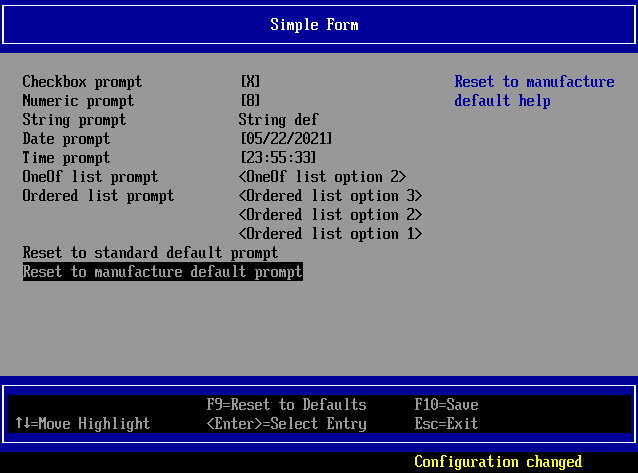 Simple Form
Checkbox prompt [X] Reset to manufacture
Numeric prompt [8] default help
String prompt String def
Date prompt [05/22/2021]
Time prompt [23:55:33]
OneOf list prompt <OneOf list option 2>
Ordered list prompt <Ordered list option 3>
<Ordered list option 2>
<Ordered list option 1>
Reset to standard default prompt
Reset to manufacture default prompt
F9=Reset to Defaults F10=Save
↑↓=Move Highlight <Enter>=Select Entry Esc=Exit
Configuration changed